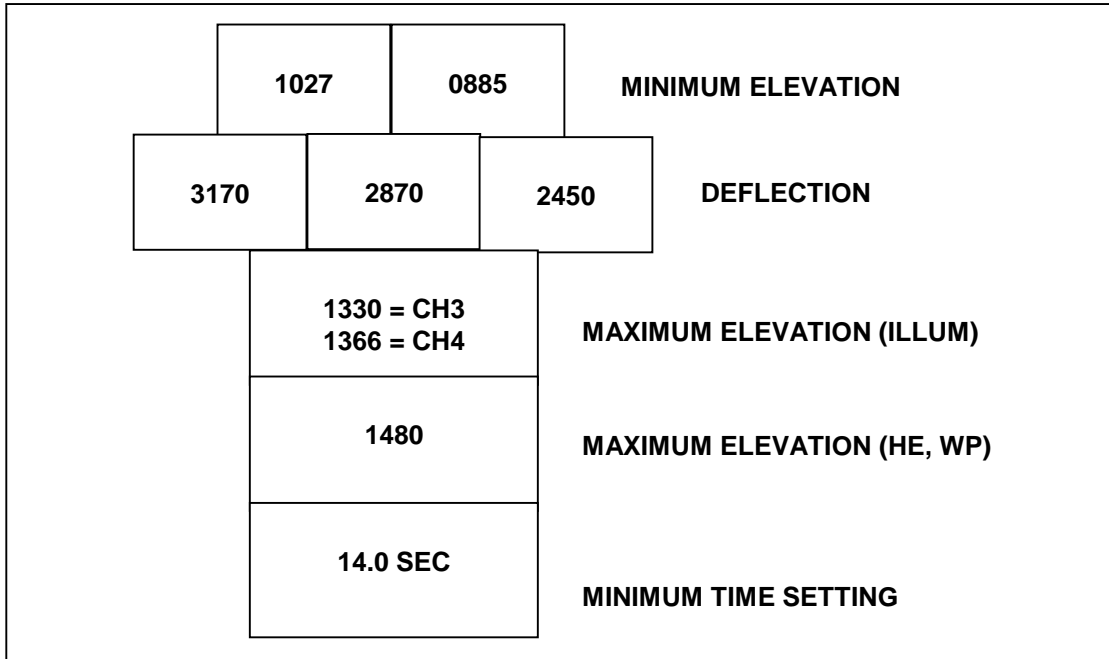 1027 0885 MINIMUM ELEVATION
3170 2870 2450 DEFLECTION
1330 = CH3
1366 = CH4
MAXIMUM ELEVATION (ILLUM)
1480 MAXIMUM ELEVATION (HE, WP)
14.0 SEC
MINIMUM TIME SETTING